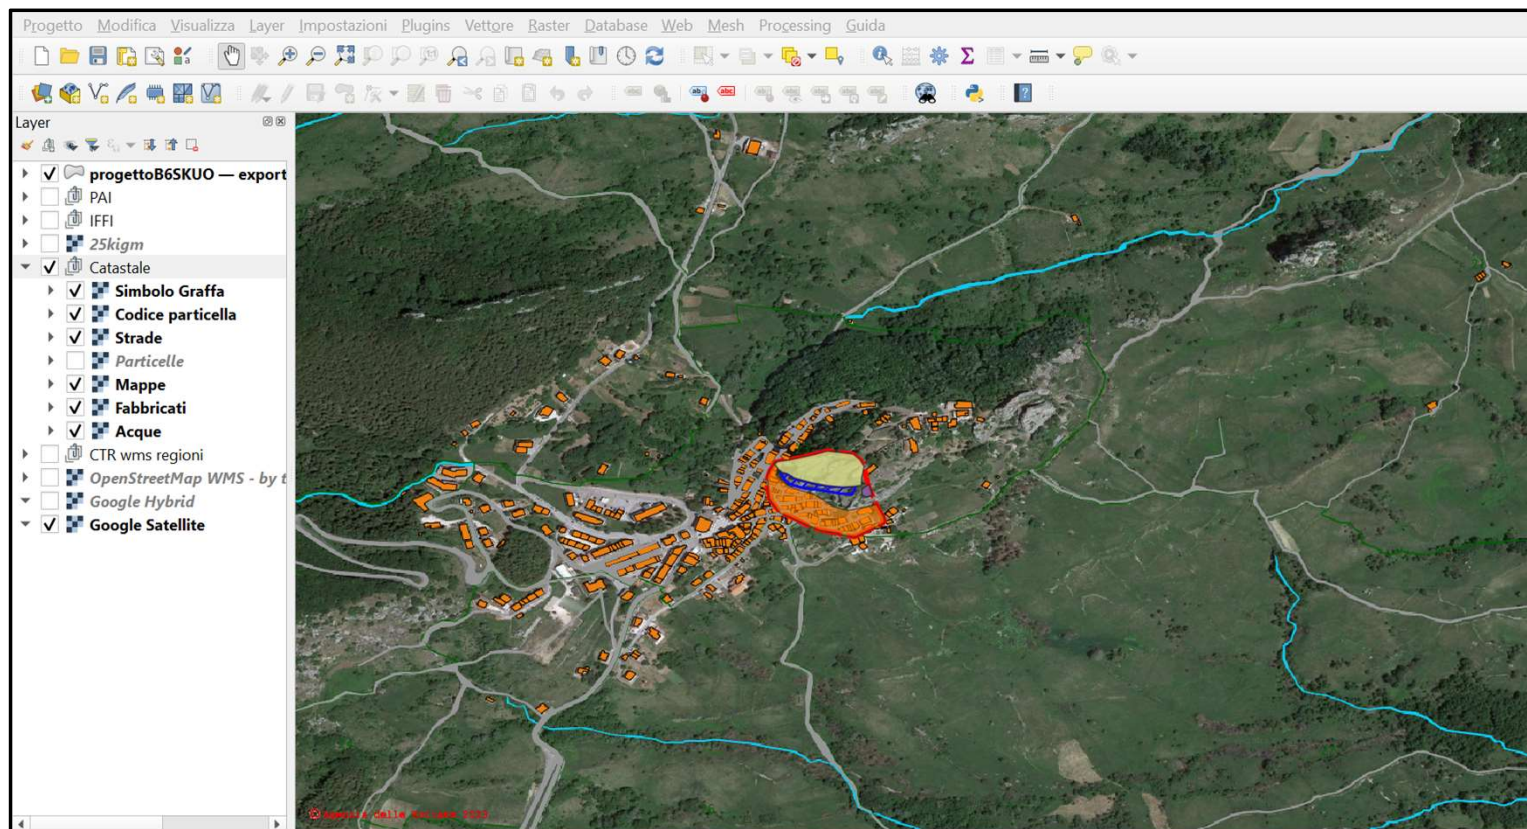 Progetto Modifica Visualizza Layer Impostazioni Plugins Vettore Raster Database Web Mesh Processing Guida
Layer
progettoB6SKUO — export
PAI
IFFI
25kigm
Catastale
Simbolo Graffa
Codice particella
Strade
Particelle
Mappe
Fabbricati
Acque
CTR wms regioni
OpenStreetMap WMS - by t
Google Hybrid
Google Satellite